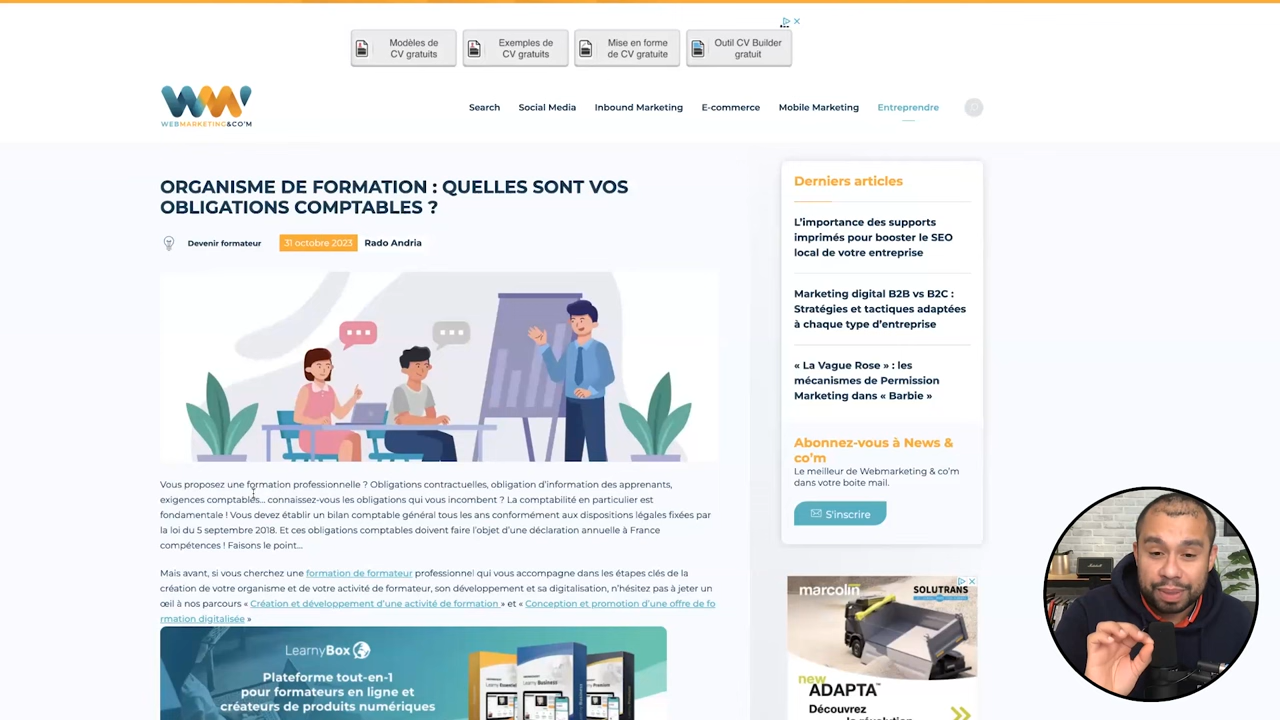 Modèles de
CV gratuits
Exemples de
CV gratuits
Mise en forme
de CV gratuite
Outil CV Builder
gratuit
WEBMARKETING&CO'M
Search
Social Media
Inbound Marketing
E-commerce
Mobile Marketing
Entreprendre
ORGANISME DE FORMATION : QUELLES SONT VOS
OBLIGATIONS COMPTABLES ?
Devenir formateur
31 octobre 2023
Rado Andria
Vous proposez une formation professionnelle ? Obligations contractuelles, obligation d'information des apprenants,
exigences comptables... connaissez-vous les obligations qui vous incombent ? La comptabilité en particulier est
fondamentale ! Vous devez établir un bilan comptable général tous les ans conformément aux dispositions légales fixées par
la loi du 5 septembre 2018. Et ces obligations comptables doivent faire l'objet d'une déclaration annuelle à France
compétences ! Faisons le point...
Mais avant, si vous cherchez une formation de formateur professionnel qui vous accompagne dans les étapes clés de la
création de votre organisme et de votre activité de formateur, son développement et sa digitalisation, n'hésitez pas à jeter un
œil à nos parcours « Création et développement d'une activité de formation » et « Conception et promotion d'une offre de fo
rmation digitalisée »
LearnyBox
Plateforme tout-en-1
pour formateurs en ligne et
créateurs de produits numériques
Derniers articles
L'importance des supports
imprimés pour booster le SEO
local de votre entreprise
Marketing digital B2B vs B2C :
Stratégies et tactiques adaptées
à chaque type d'entreprise
« La Vague Rose » : les
mécanismes de Permission
Marketing dans « Barbie »
Abonnez-vous à News &
co'm
Le meilleur de Webmarketing & co'm
dans votre boite mail.
S'inscrire
marcolin
SOLUTRANS
new
ADAPTA™
Découvrez